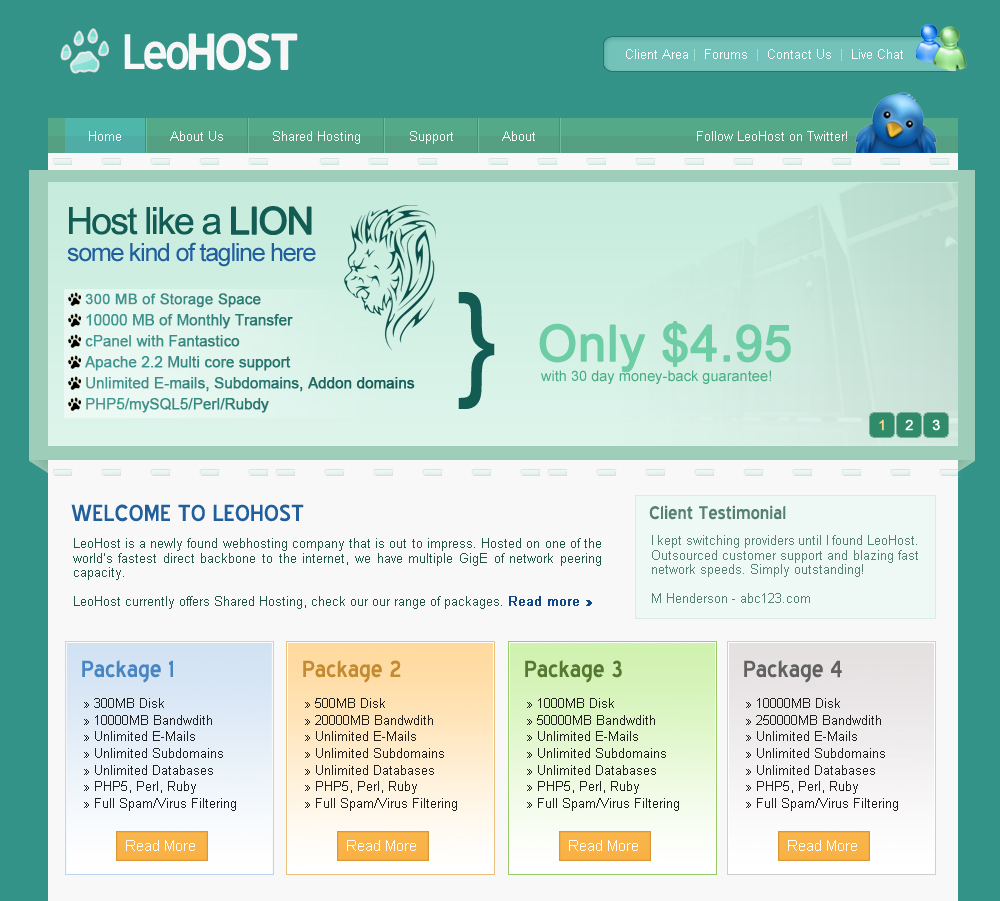 LeoHOST
Client Area | Forums | Contact Us | Live Chat
Home
About Us
Shared Hosting
Support
About
Follow LeoHost on Twitter!
Host like a LION
some kind of tagline here
300 MB of Storage Space
10000 MB of Monthly Transfer
cPanel with Fantastico
Apache 2.2 Multi core support
Unlimited E-mails, Subdomains, Addon domains
PHP5/mySQL5/Perl/Rubdy
}
Only $4.95
with 30 day money-back guarantee!
1 2 3
WELCOME TO LEOHOST
LeoHost is a newly found webhosting company that is out to impress. Hosted on one of the
world's fastest direct backbone to the internet, we have multiple GigE of network peering
capacity.
LeoHost currently offers Shared Hosting, check our our range of packages. Read more »
Client Testimonial
I kept switching providers until I found LeoHost.
Outsourced customer support and blazing fast
network speeds. Simply outstanding!
M Henderson - abc123.com
Package 1
» 300MB Disk
» 10000MB Bandwdith
» Unlimited E-Mails
» Unlimited Subdomains
» Unlimited Databases
» PHP5, Perl, Ruby
» Full Spam/Virus Filtering
Read More
Package 2
» 500MB Disk
» 20000MB Bandwdith
» Unlimited E-Mails
» Unlimited Subdomains
» Unlimited Databases
» PHP5, Perl, Ruby
» Full Spam/Virus Filtering
Read More
Package 3
» 1000MB Disk
» 50000MB Bandwdith
» Unlimited E-Mails
» Unlimited Subdomains
» Unlimited Databases
» PHP5, Perl, Ruby
» Full Spam/Virus Filtering
Read More
Package 4
» 10000MB Disk
» 250000MB Bandwdith
» Unlimited E-Mails
» Unlimited Subdomains
» Unlimited Databases
» PHP5, Perl, Ruby
» Full Spam/Virus Filtering
Read More